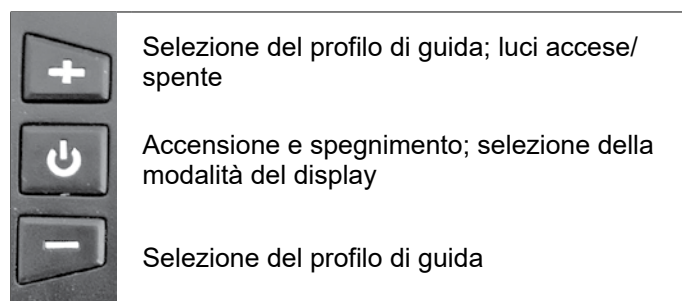 Selezione del profilo di guida; luci accese/
spente
Accensione e spegnimento; selezione della
modalità del display
Selezione del profilo di guida